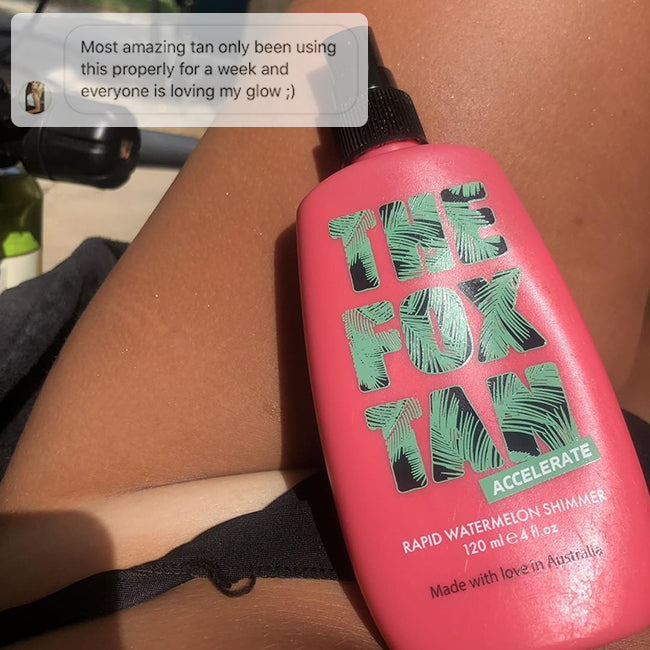 Most amazing tan only been using
this properly for a week and
everyone is loving my glow ;)
THE
FOX
TAN
ACCELERATE
RAPID WATERMELON SHIMMER
120 ml ℮ 4 fl.oz
Made with love in Australia